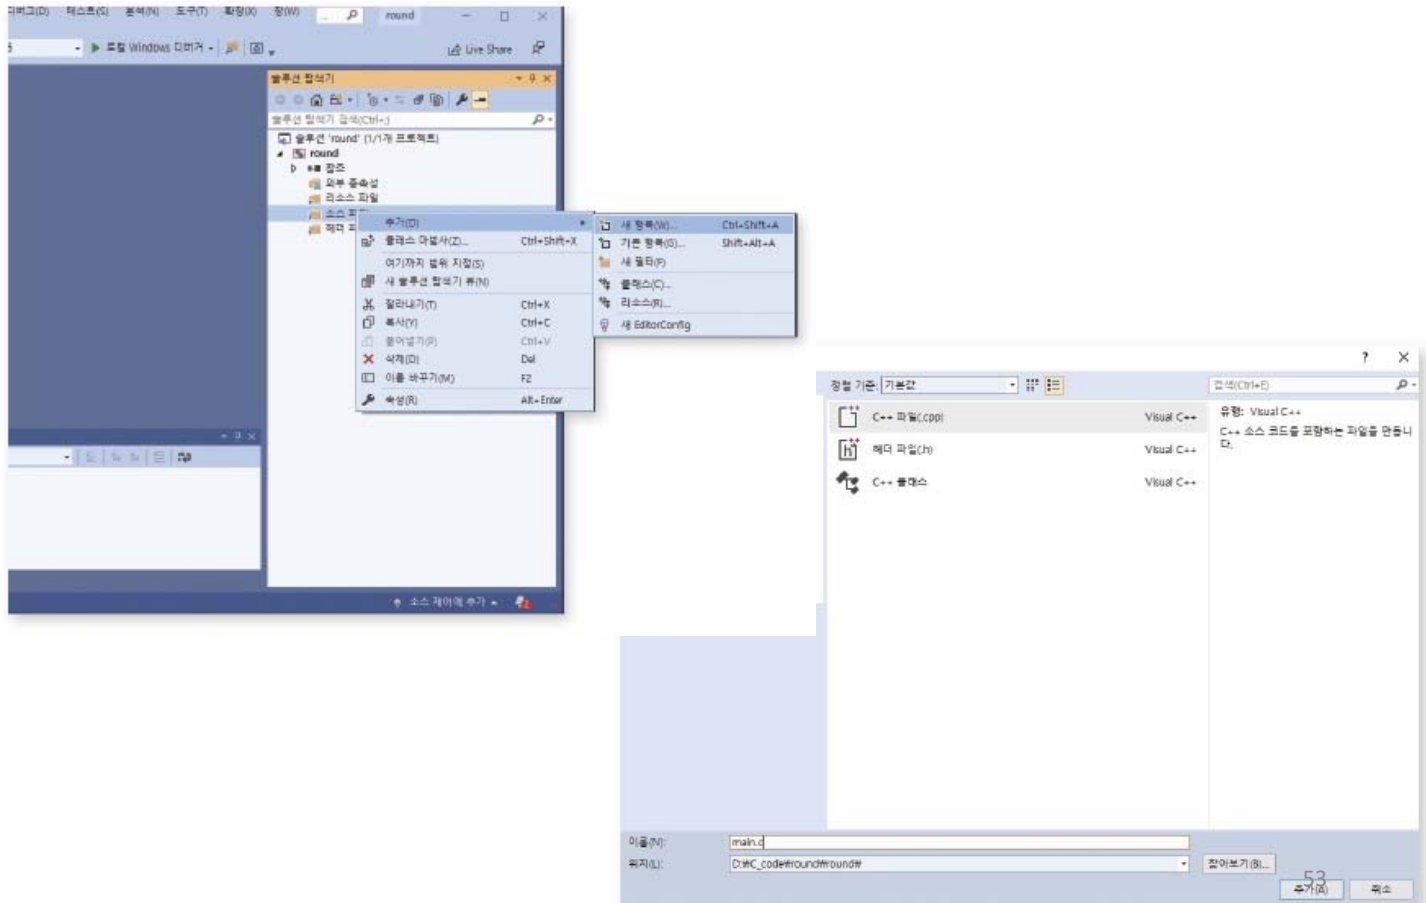 디버그(D) 테스트(S) 분석(N) 도구(T) 확장(X) 창(W) round
로컬 Windows 디버거
Live Share
솔루션 탐색기
솔루션 탐색기 검색(Ctrl+;)
솔루션 'round' (1/1개 프로젝트)
round
참조
외부 종속성
리소스 파일
소스
헤더
추가(D)
클래스 마법사(Z)... Ctrl+Shift+X
여기까지 범위 지정(S)
새 솔루션 탐색기 뷰(N)
잘라내기(T) Ctrl+X
복사(Y) Ctrl+C
붙여넣기(P) Ctrl+V
삭제(D) Del
이름 바꾸기(M) F2
속성(R) Alt+Enter
새 항목(W)... Ctrl+Shift+A
기존 항목(G)... Shift+Alt+A
새 필터(F)
클래스(C)...
리소스(R)...
새 EditorConfig
소스 제어에 추가
2
? ×
정렬 기준: 기본값
검색(Ctrl+E)
C++ 파일(.cpp) Visual C++
헤더 파일(.h) Visual C++
C++ 클래스 Visual C++
유형: Visual C++
C++ 소스 코드를 포함하는 파일을 만듭니
다.
이름(N): main.c
위치(L): D:₩C_code₩round₩round₩ 찾아보기(B)...
53
추가(A) 취소